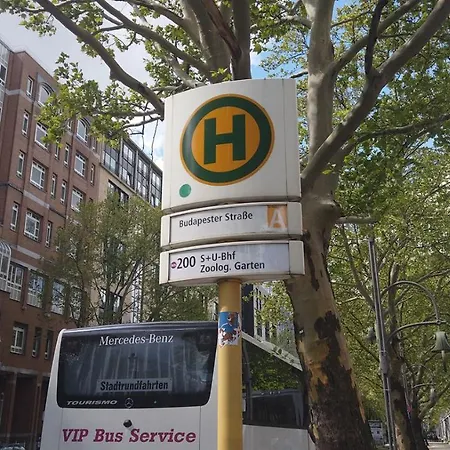 H
Budapester Straße A
200 S+U-Bhf
Zoolog. Garten
Mercedes-Benz
Stadtrundfahrten
TOURISMO
VIP Bus Service